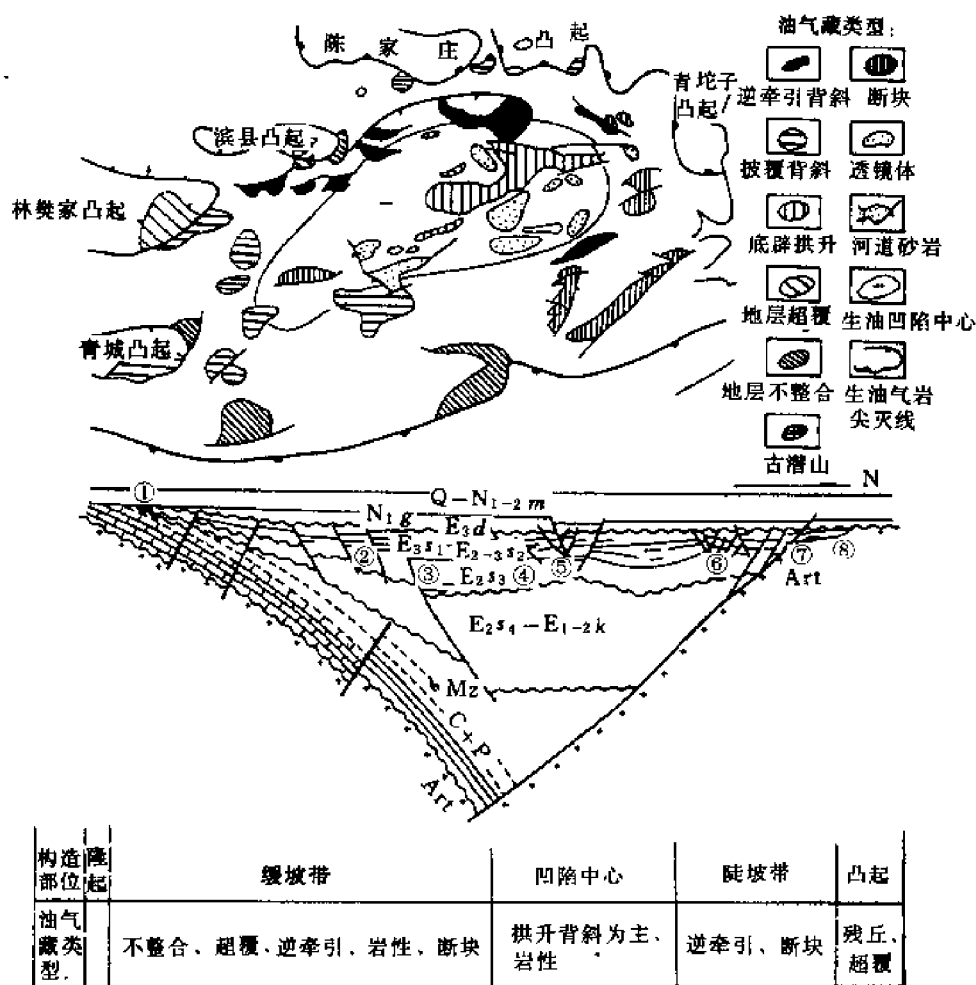 陈家庄凸起
青坨子
凸起
滨县凸起
林樊家凸起
青城凸起
油气藏类型：
逆牵引背斜 断块
披覆背斜 透镜体
底辟拱升 河道砂岩
地层超覆 生油凹陷中心
地层不整合 生油气岩
尖灭线
古潜山
N
①
Q-N₁₋₂m
N₁g E₃d
E₃s₁-E₂₋₃s₂
② ③ E₂s₃ ④ ⑤ ⑥ ⑦ ⑧
Art
E₂s₄-E₁₋₂k
Mz
C+P
Art
构造部位 隆起 缓坡带 凹陷中心 陡坡带 凸起
油气藏类型. 不整合、超覆、逆牵引、岩性、断块 拱升背斜为主、岩性 逆牵引、断块 残丘、超覆